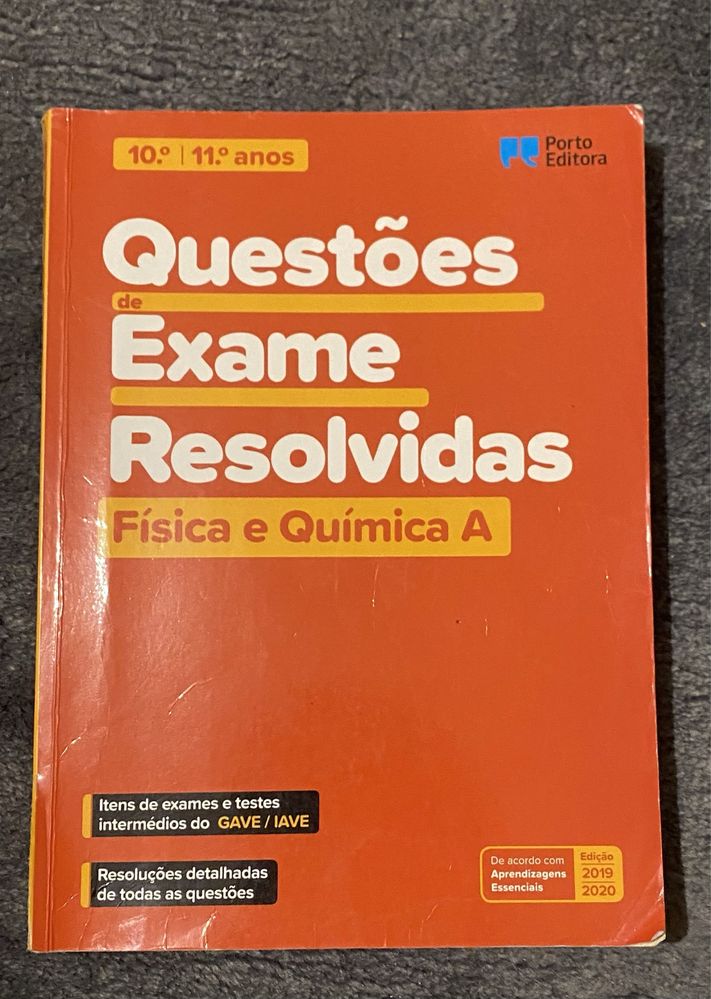 10.º | 11.º anos
Porto
Editora
Questões
de
Exame
Resolvidas
Física e Química A
Itens de exames e testes
intermédios do GAVE / IAVE
Resoluções detalhadas
de todas as questões
De acordo com
Aprendizagens
Essenciais
Edição
2019
2020